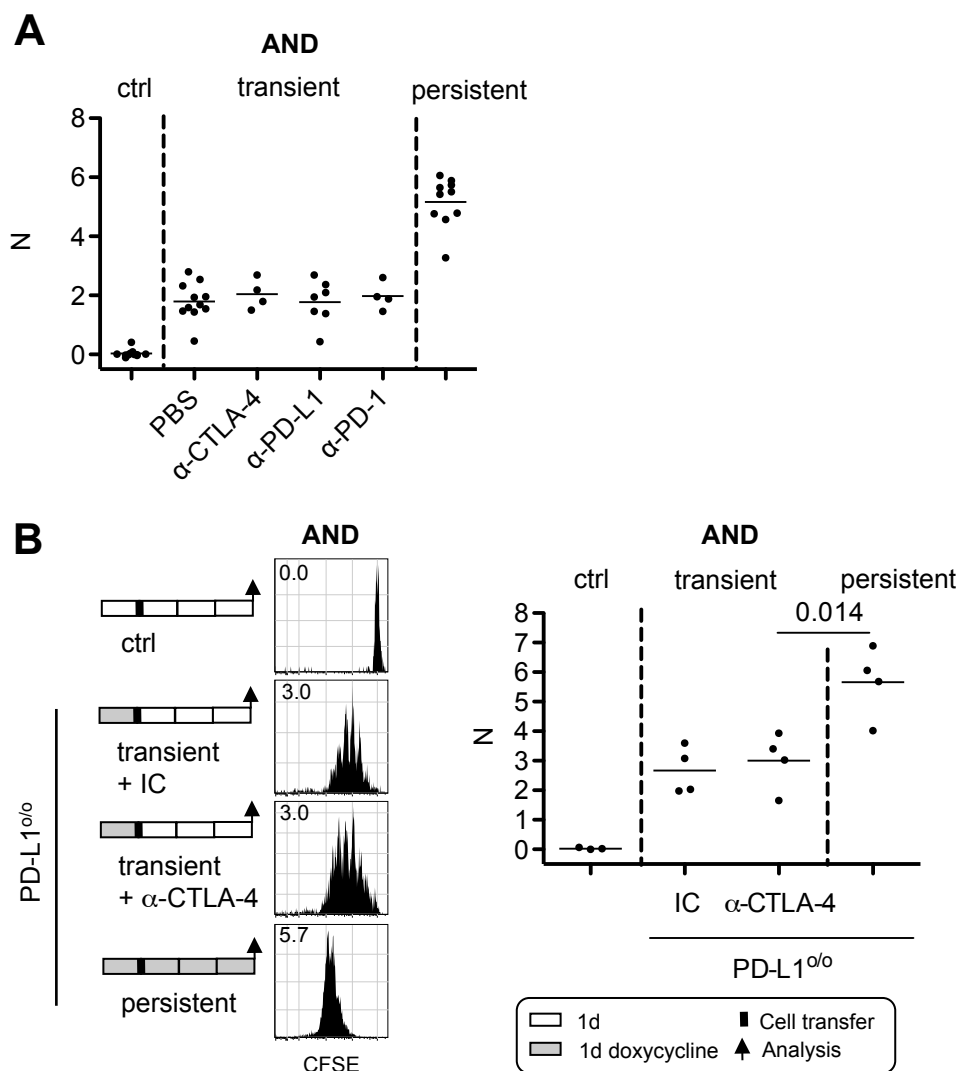 A
AND
ctrl transient persistent
8
6
4
2
0
N
PBS
α-CTLA-4
α-PD-L1
α-PD-1
B
AND
0.0
ctrl
3.0
transient
+ IC
3.0
transient
+ α-CTLA-4
5.7
persistent
PD-L1o/o
CFSE
AND
ctrl transient persistent
0.014
8
7
6
5
4
3
2
1
0
N
IC α-CTLA-4
PD-L1o/o
1d Cell transfer
1d doxycycline Analysis